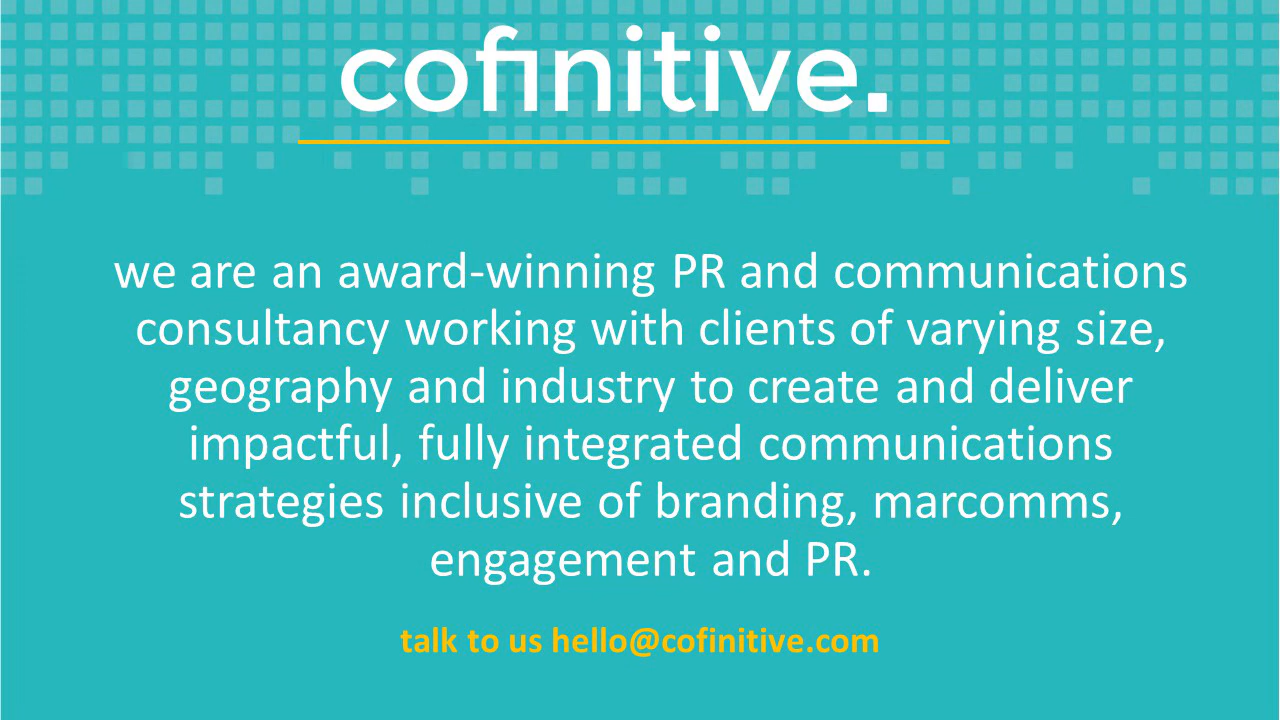 cofinitive.
we are an award-winning PR and communications
consultancy working with clients of varying size,
geography and industry to create and deliver
impactful, fully integrated communications
strategies inclusive of branding, marcomms,
engagement and PR.
talk to us hello@cofinitive.com